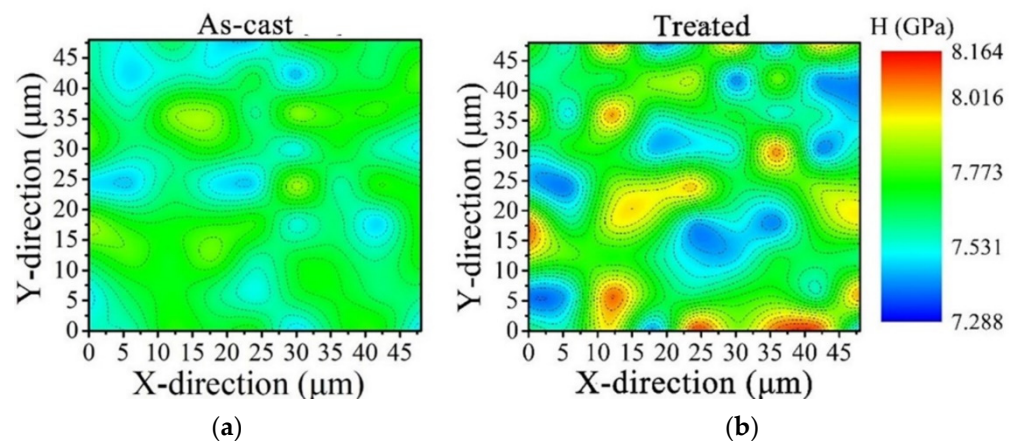 As-cast
Treated
H (GPa)
Y-direction (μm)
45
40
35
30
25
20
15
10
5
0
0 5 10 15 20 25 30 35 40 45
X-direction (μm)
(a)
Y-direction (μm)
45
40
35
30
25
20
15
10
5
0
0 5 10 15 20 25 30 35 40 45
X-direction (μm)
(b)
8.164
8.016
7.773
7.531
7.288